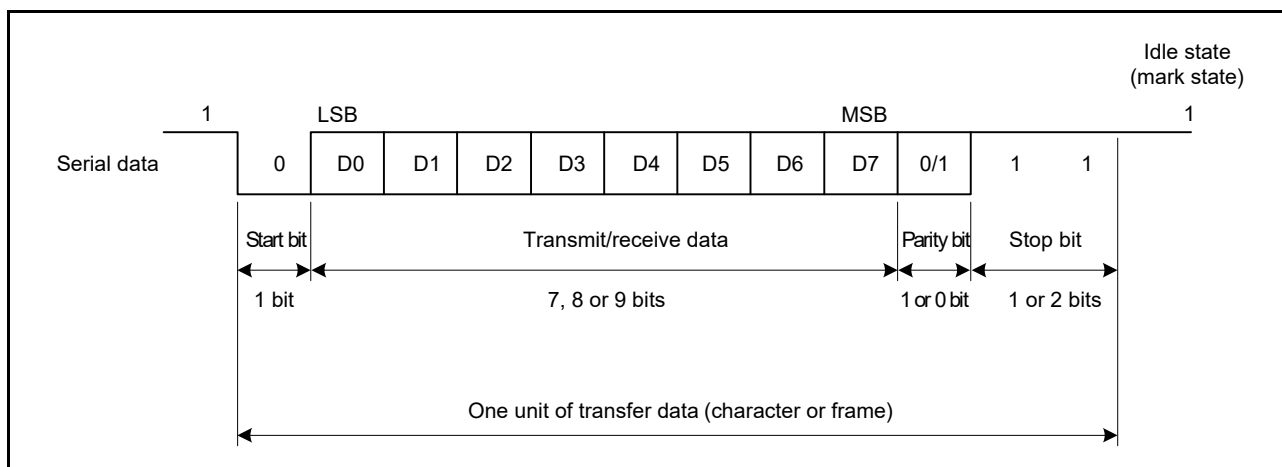 Idle state
(mark state)
1 LSB MSB 1
Serial data 0 D0 D1 D2 D3 D4 D5 D6 D7 0/1 1 1
Start bit Transmit/receive data Parity bit Stop bit
1 bit 7, 8 or 9 bits 1 or 0 bit 1 or 2 bits
One unit of transfer data (character or frame)